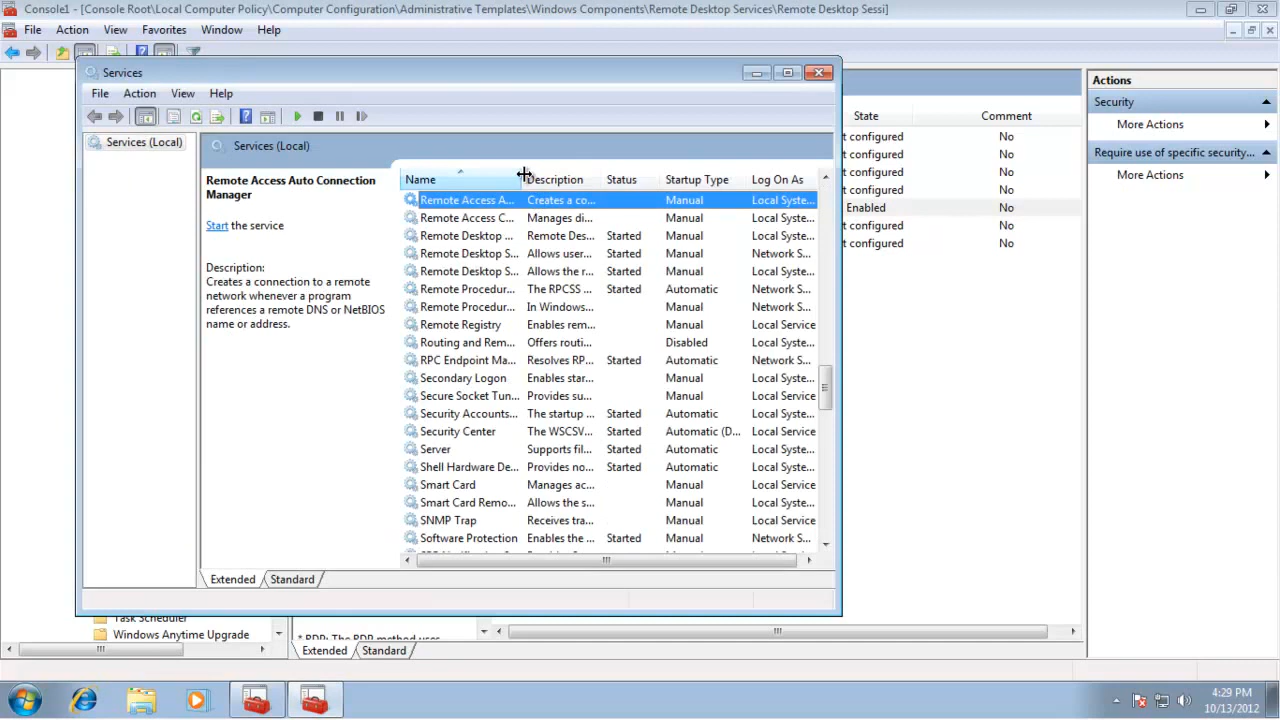 Console1 - [Console Root\Local Computer Policy\Computer Configuration\Administrative Templates\Windows Components\Remote Desktop Services\Remote Desktop Sessi]
File Action View Favorites Window Help
Services
File Action View Help
Services (Local)
Services (Local)
Remote Access Auto Connection
Manager
Start the service
Description:
Creates a connection to a remote
network whenever a program
references a remote DNS or NetBIOS
name or address.
Name Description Status Startup Type Log On As
Remote Access A... Creates a co... Manual Local Syste...
Remote Access C... Manages di... Manual Local Syste...
Remote Desktop ... Remote Des... Started Manual Local Syste...
Remote Desktop S... Allows user... Started Manual Network S...
Remote Desktop S... Allows the r... Started Manual Local Syste...
Remote Procedur... The RPCSS ... Started Automatic Network S...
Remote Procedur... In Windows... Manual Network S...
Remote Registry Enables rem... Manual Local Service
Routing and Rem... Offers routi... Disabled Local Syste...
RPC Endpoint Ma... Resolves RP... Started Automatic Network S...
Secondary Logon Enables star... Manual Local Syste...
Secure Socket Tun... Provides su... Manual Local Service
Security Accounts... The startup ... Started Automatic Local Syste...
Security Center The WSCSV... Started Automatic (D... Local Service
Server Supports fil... Started Automatic Local Syste...
Shell Hardware De... Provides no... Started Automatic Local Syste...
Smart Card Manages ac... Manual Local Service
Smart Card Remo... Allows the s... Manual Local Syste...
SNMP Trap Receives tra... Manual Local Service
Software Protection Enables the ... Started Manual Network S...
Extended Standard
State Comment
t configured No
t configured No
t configured No
t configured No
Enabled No
t configured No
t configured No
Actions
Security
More Actions
Require use of specific security...
More Actions
Task Scheduler
Windows Anytime Upgrade
* RDP: The RDP method uses
Extended Standard
4:29 PM
10/13/2012